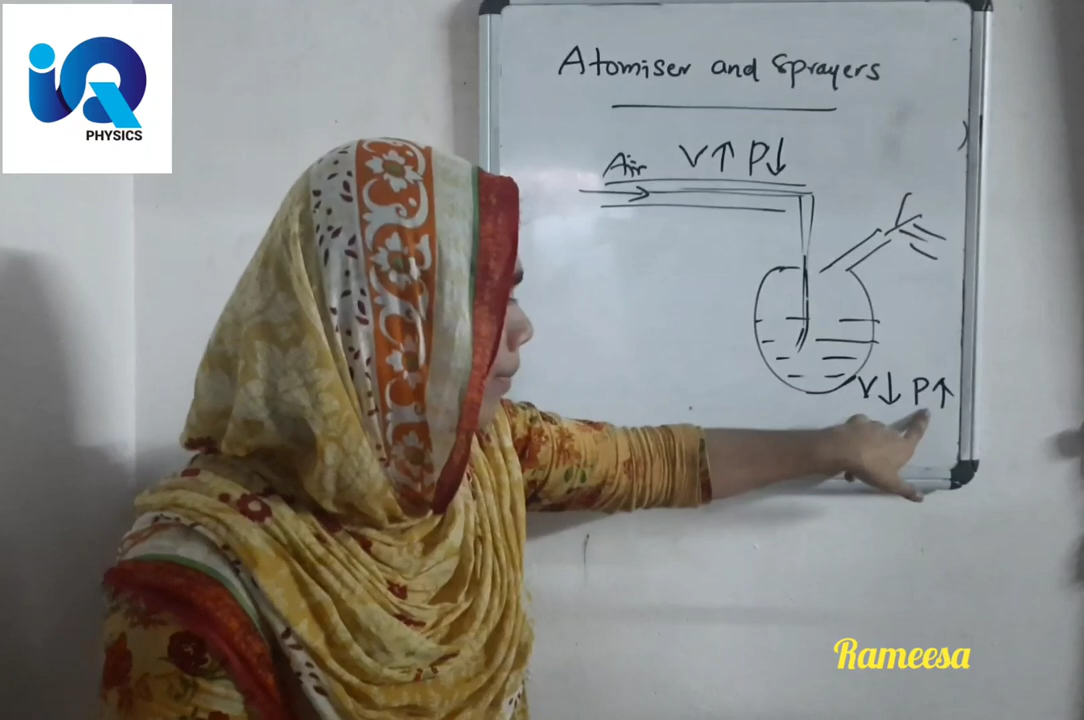 iQ
PHYSICS
Atomiser and Sprayers
Air V↑ P↓
V↓ P↑
Rameesa